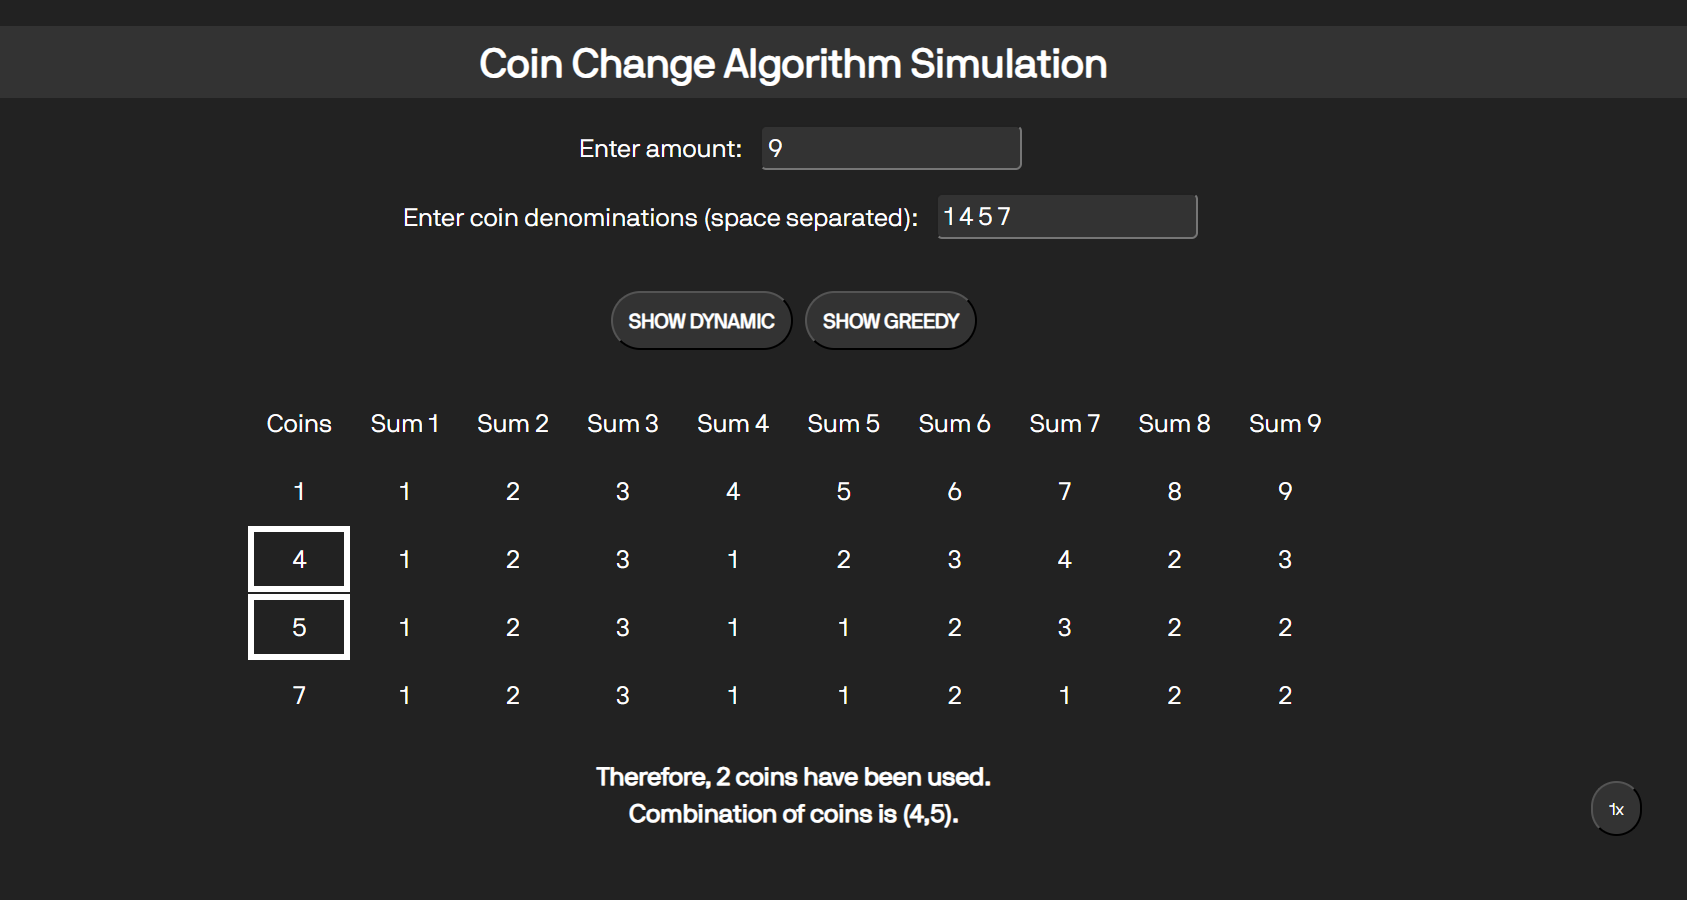 Coin Change Algorithm Simulation
Enter amount: 9
Enter coin denominations (space separated): 1 4 5 7
SHOW DYNAMIC SHOW GREEDY
Coins Sum 1 Sum 2 Sum 3 Sum 4 Sum 5 Sum 6 Sum 7 Sum 8 Sum 9
1 1 2 3 4 5 6 7 8 9
4 1 2 3 1 2 3 4 2 3
5 1 2 3 1 1 2 3 2 2
7 1 2 3 1 1 2 1 2 2
Therefore, 2 coins have been used.
Combination of coins is (4,5).
1x